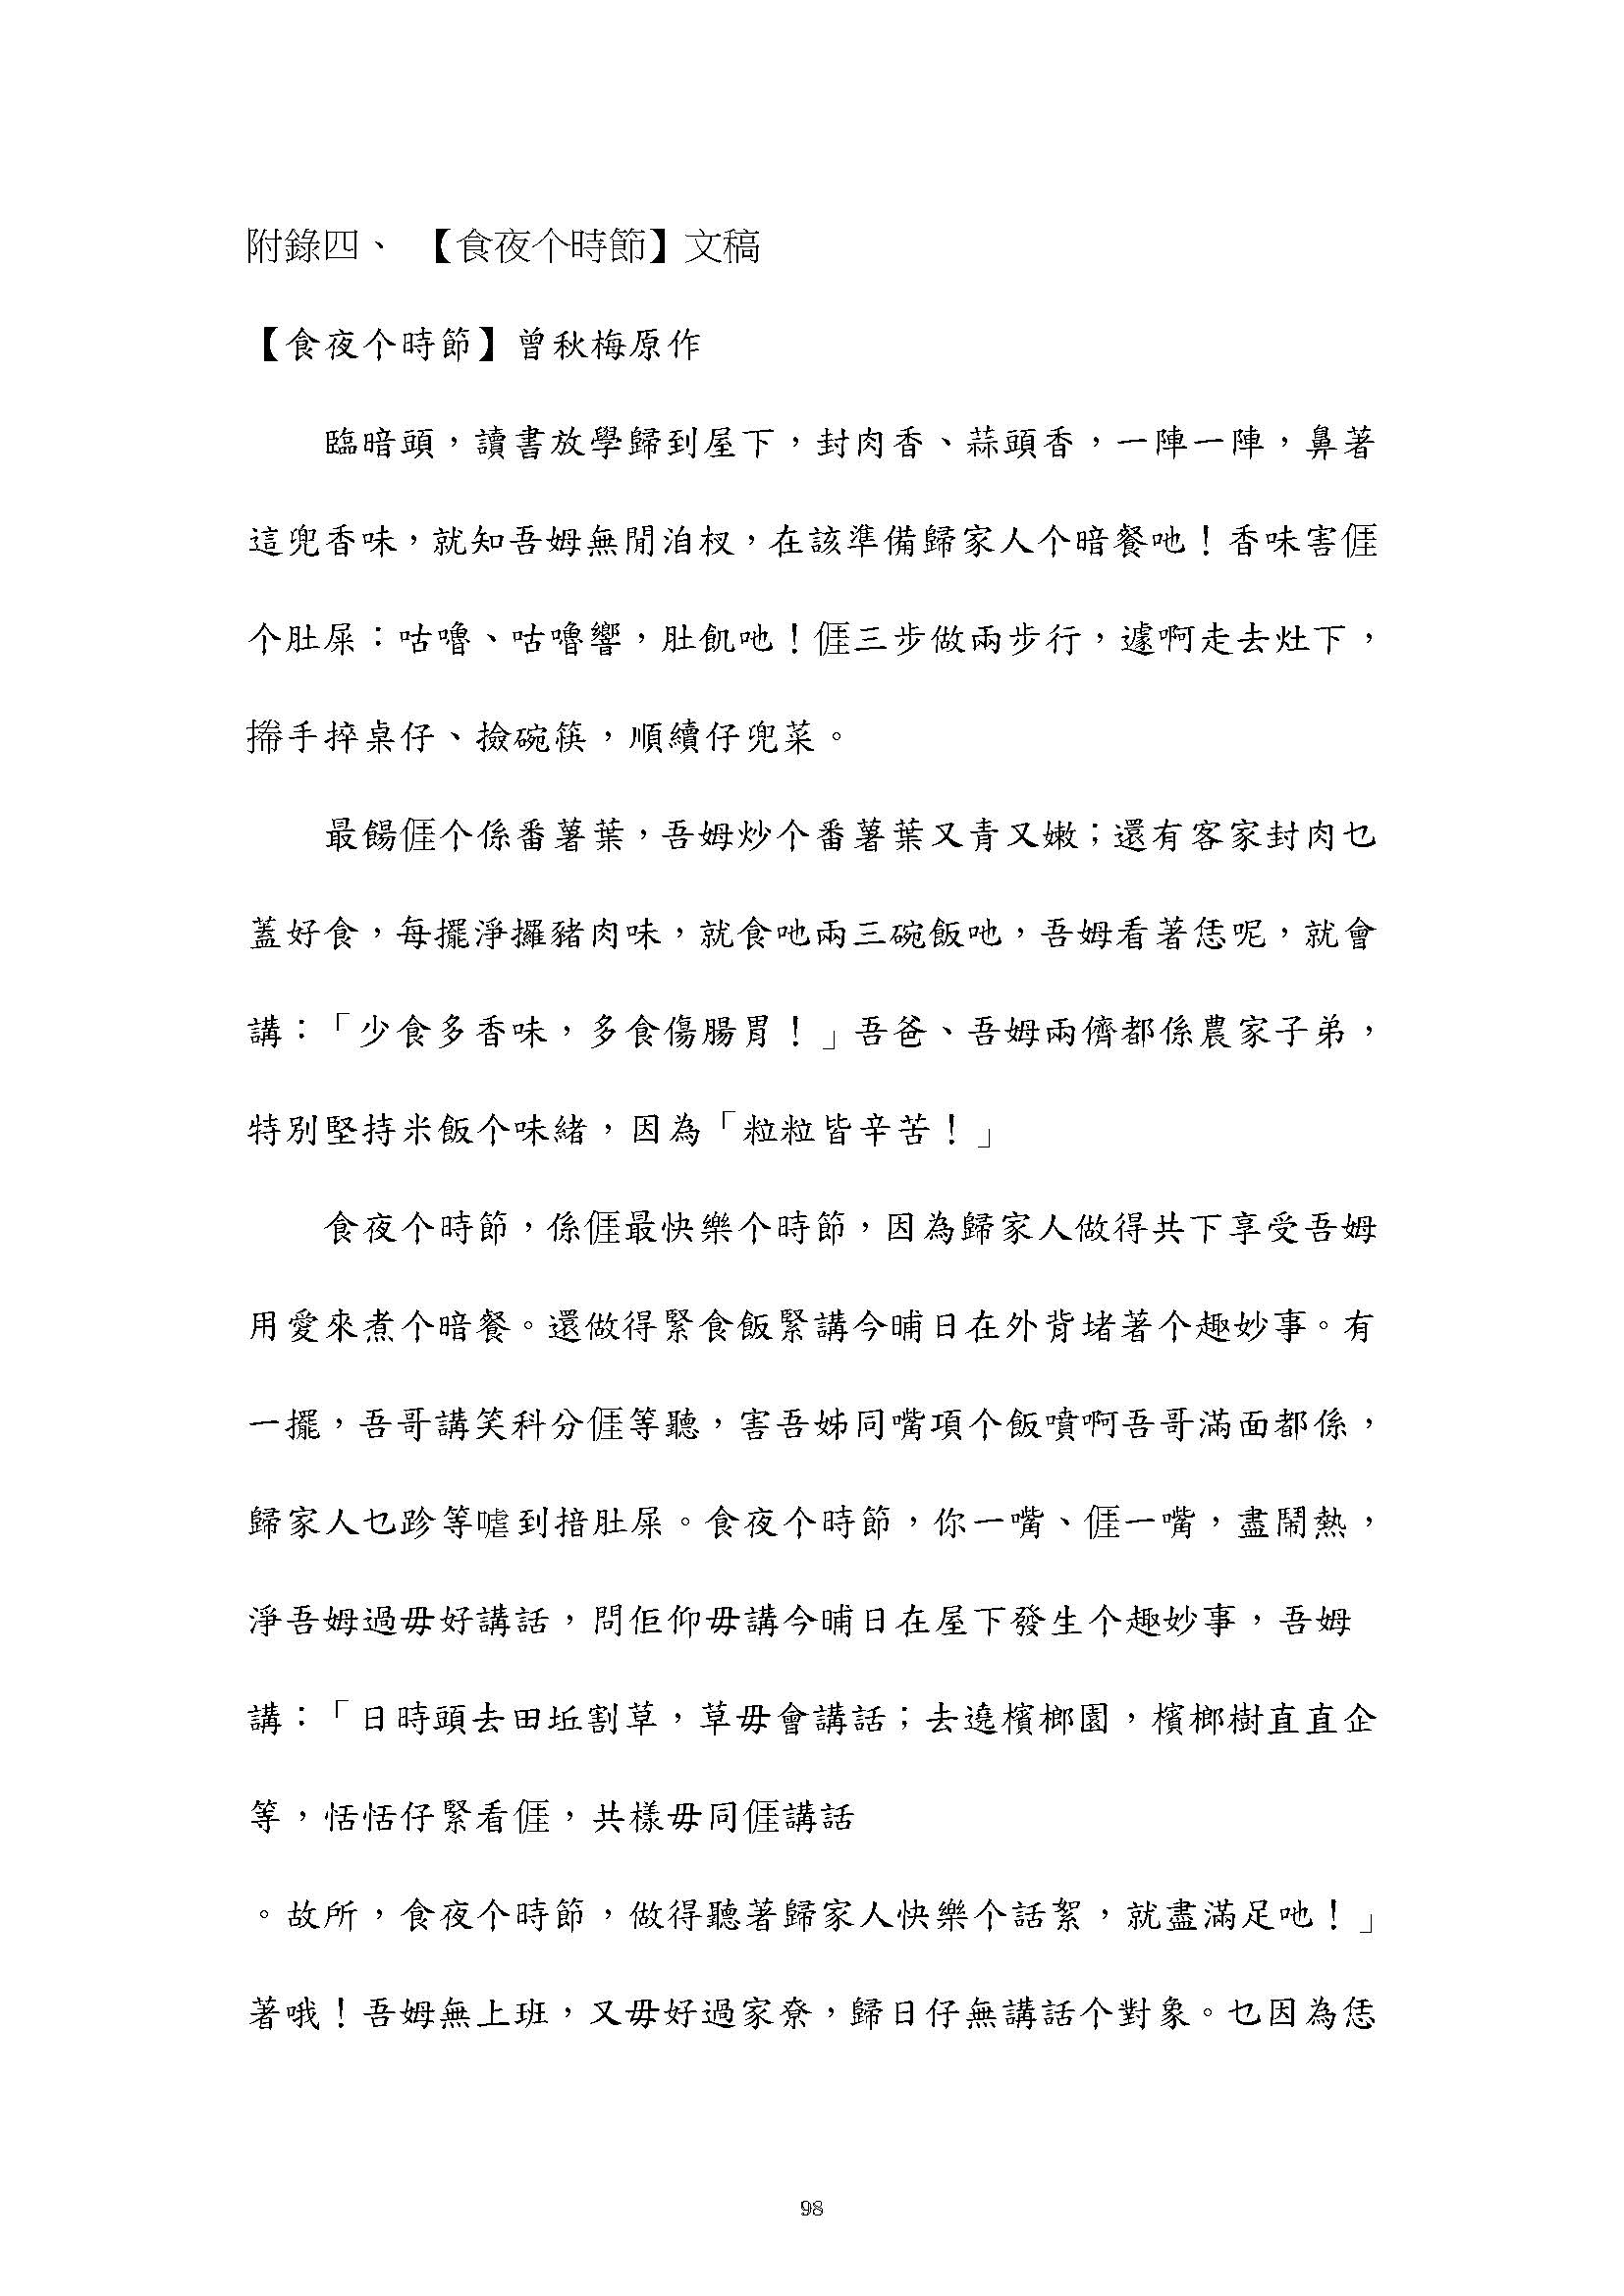 附錄四、 【食夜个時節】文稿
【食夜个時節】曾秋梅原作
臨暗頭，讀書放學歸到屋下，封肉香、蒜頭香，一陣一陣，鼻著
這兜香味，就知吾姆無閒洎杈，在該準備歸家人个暗餐吔！香味害𠊎
个肚屎：咕嚕、咕嚕響，肚飢吔！𠊎三步做兩步行，遽啊走去灶下，
㨻手捽桌仔、撿碗筷，順續仔兜菜。
最餳𠊎个係番薯葉，吾姆炒个番薯葉又青又嫩；還有客家封肉乜
蓋好食，每擺淨攞豬肉味，就食吔兩三碗飯吔，吾姆看著恁呢，就會
講：「少食多香味，多食傷腸胃！」吾爸、吾姆兩儕都係農家子弟，
特別堅持米飯个味緒，因為「粒粒皆辛苦！」
食夜个時節，係𠊎最快樂个時節，因為歸家人做得共下享受吾姆
用愛來煮个暗餐。還做得緊食飯緊講今晡日在外背堵著个趣妙事。有
一擺，吾哥講笑科分𠊎等聽，害吾姊同嘴項个飯噴啊吾哥滿面都係，
歸家人乜跈等噱到揞肚屎。食夜个時節，你一嘴、𠊎一嘴，盡鬧熱，
淨吾姆過毋好講話，問佢仰毋講今晡日在屋下發生个趣妙事，吾姆
講：「日時頭去田坵割草，草毋會講話；去遶檳榔園，檳榔樹直直企
等，恬恬仔緊看𠊎，共樣毋同𠊎講話
。故所，食夜个時節，做得聽著歸家人快樂个話絮，就盡滿足吔！」
著哦！吾姆無上班，又毋好過家尞，歸日仔無講話个對象。乜因為恁
98